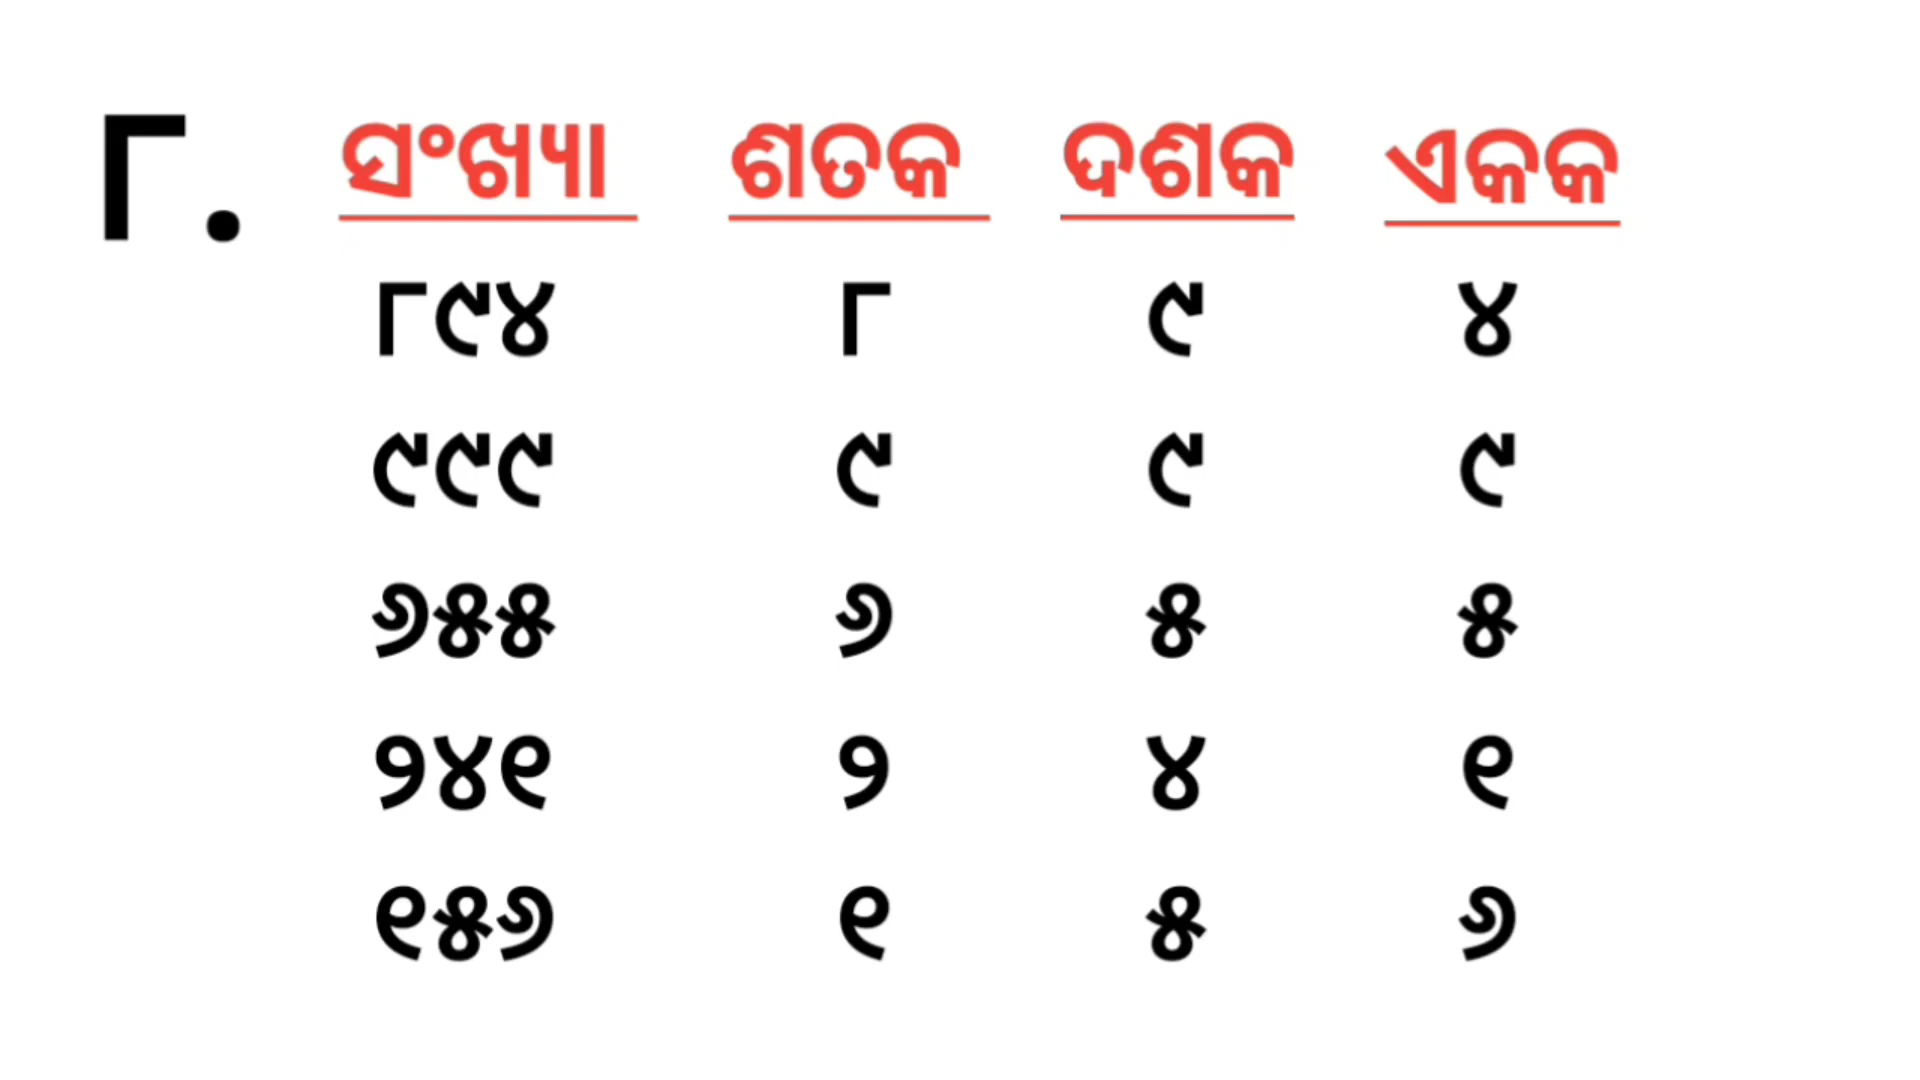 ୮. ସଂଖ୍ୟା ଶତକ ଦଶକ ଏକକ
୮୯୪ ୮ ୯ ୪
୯୯୯ ୯ ୯ ୯
୬୫୫ ୬ ୫ ୫
୨୪୧ ୨ ୪ ୧
୧୫୬ ୧ ୫ ୬